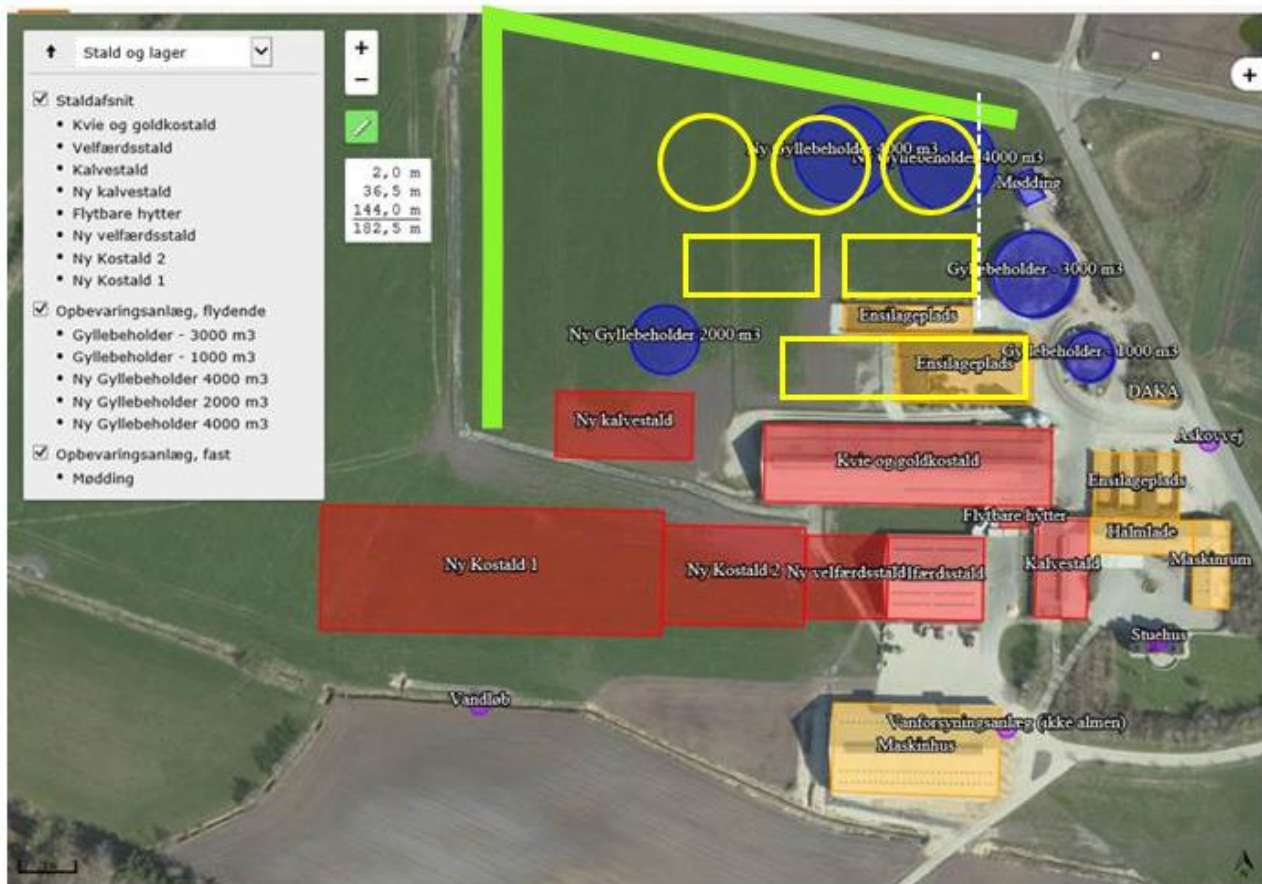 Stald og lager
Staldafsnit
• Kvie og goldkostald
• Velfærdsstald
• Kalvestald
• Ny kalvestald
• Flytbare hytter
• Ny velfærdsstald
• Ny Kostald 2
• Ny Kostald 1
Opbevaringsanlæg, flydende
• Gyllebeholder - 3000 m3
• Gyllebeholder - 1000 m3
• Ny Gyllebeholder 4000 m3
• Ny Gyllebeholder 2000 m3
• Ny Gyllebeholder 4000 m3
Opbevaringsanlæg, fast
• Mødding
+
−
2,0 m
36,5 m
144,0 m
182,5 m
+
Ny Gyllebeholder 4000 m3
Ny Gyllebeholder 4000 m3
Mødding
Gyllebeholder - 3000 m3
Ensilageplads
Ny Gyllebeholder 2000 m3
Gyllebeholder - 1000 m3
Ensilageplads
DAKA
Ny kalvestald
Askovvej
Kvie og goldkostald
Ensilageplads
Flytbare hytter
Halmlade
Ny Kostald 1
Ny Kostald 2
Ny velfærdsstald
lfærdsstald
Kalvestald
Maskinrum
Stuehus
Vandløb
Vanforsyningsanlæg (ikke almen)
Maskinhus
N